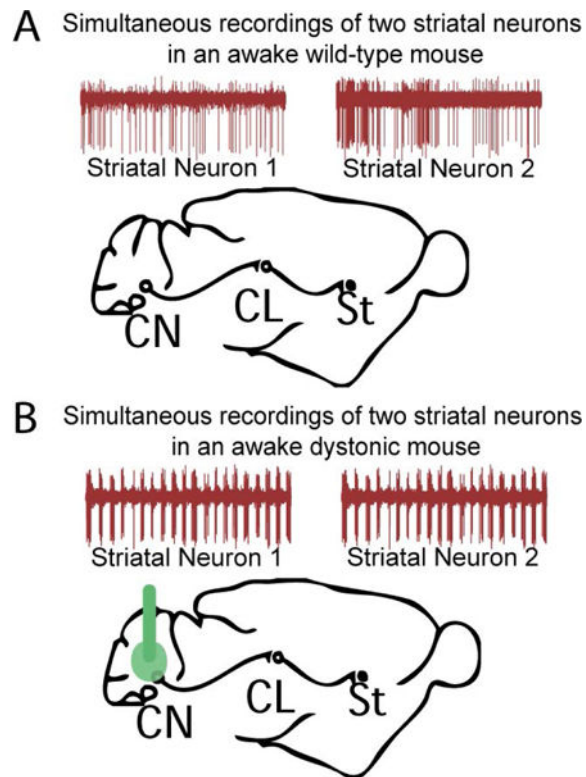 A
Simultaneous recordings of two striatal neurons
in an awake wild-type mouse
Striatal Neuron 1
Striatal Neuron 2
CN
CL
St
B
Simultaneous recordings of two striatal neurons
in an awake dystonic mouse
Striatal Neuron 1
Striatal Neuron 2
CN
CL
St